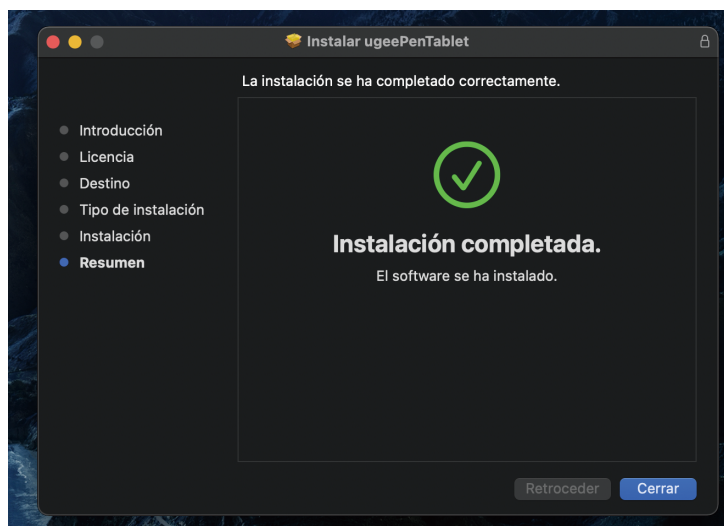 Instalar ugeePenTablet
La instalación se ha completado correctamente.
Introducción
Licencia
Destino
Tipo de instalación
Instalación
Resumen
Instalación completada.
El software se ha instalado.
Retroceder
Cerrar